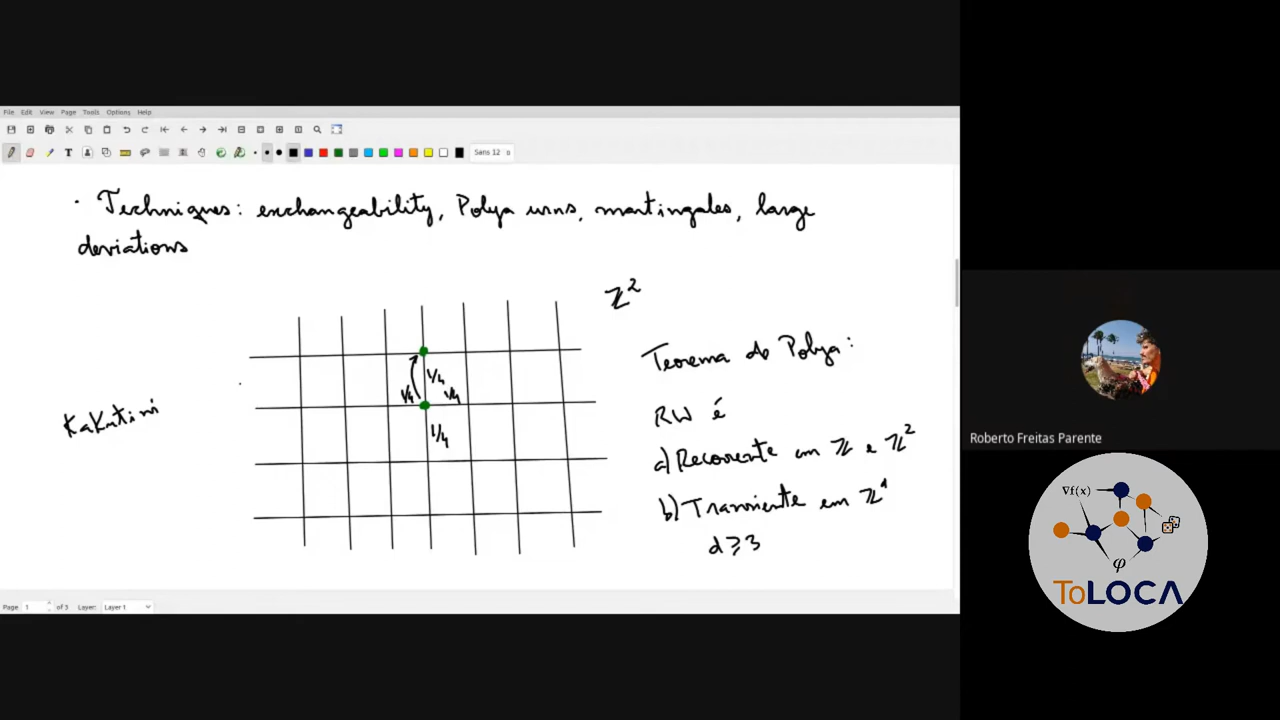 File Edit View Page Tools Options Help
Sans 12
· Techniques: exchangeability, Polya urns, martingales, large
deviations
Z²
Teorema de Polya:
RW é
a) Recorrente em Z e Z²
b) Transiente em Z^d
d ≥ 3
Kakutani
1/4
1/4 1/4
1/4
Page 1 of 3 Layer: Layer 1
Roberto Freitas Parente
∇f(x)
φ
ToLOCA